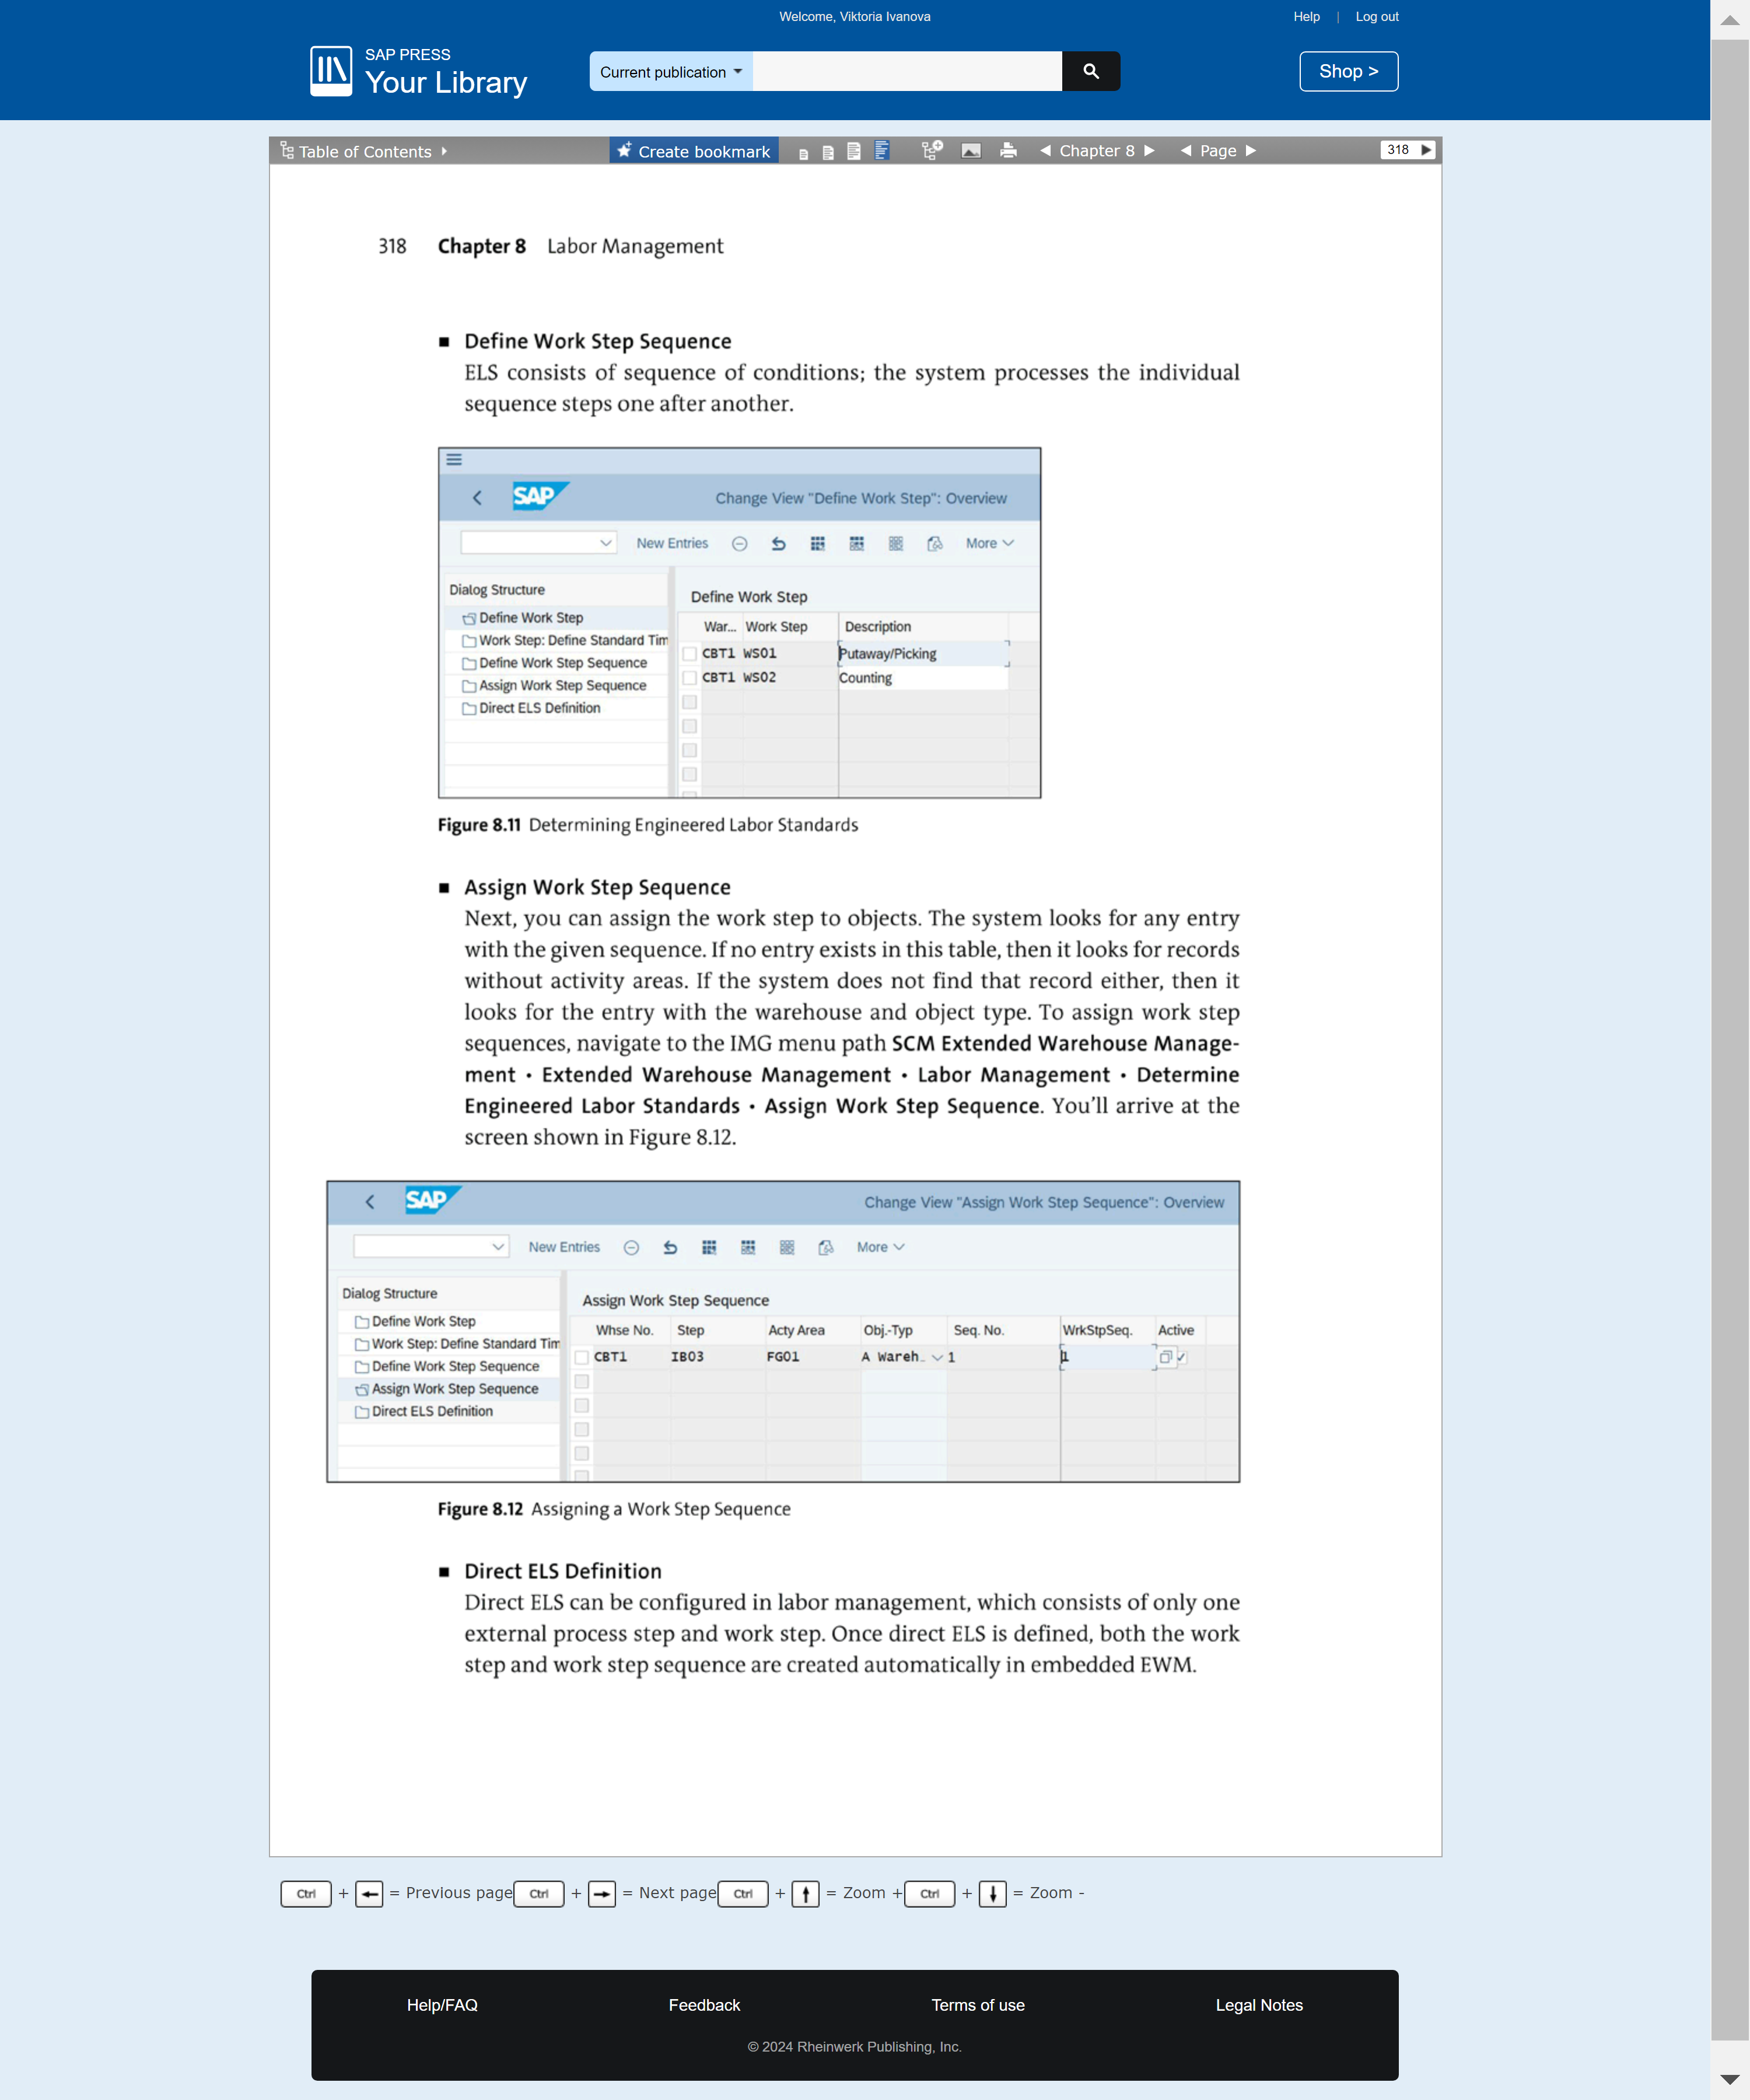 Welcome, Viktoria Ivanova
Help | Log out
SAP PRESS
Your Library
Current publication
Shop >
Table of Contents
Create bookmark
Chapter 8
Page
318
318 Chapter 8 Labor Management
■ Define Work Step Sequence
ELS consists of sequence of conditions; the system processes the individual
sequence steps one after another.
SAP
Change View "Define Work Step": Overview
New Entries
More
Dialog Structure
Define Work Step
Work Step: Define Standard Tim
Define Work Step Sequence
Assign Work Step Sequence
Direct ELS Definition
Define Work Step
War... Work Step Description
CBT1 WS01 Putaway/Picking
CBT1 WS02 Counting
Figure 8.11 Determining Engineered Labor Standards
■ Assign Work Step Sequence
Next, you can assign the work step to objects. The system looks for any entry
with the given sequence. If no entry exists in this table, then it looks for records
without activity areas. If the system does not find that record either, then it
looks for the entry with the warehouse and object type. To assign work step
sequences, navigate to the IMG menu path SCM Extended Warehouse Manage-
ment • Extended Warehouse Management • Labor Management • Determine
Engineered Labor Standards • Assign Work Step Sequence. You'll arrive at the
screen shown in Figure 8.12.
SAP
Change View "Assign Work Step Sequence": Overview
New Entries
More
Dialog Structure
Define Work Step
Work Step: Define Standard Tim
Define Work Step Sequence
Assign Work Step Sequence
Direct ELS Definition
Assign Work Step Sequence
Whse No. Step Acty Area Obj.-Typ Seq. No. WrkStpSeq. Active
CBT1 IB03 FG01 A Wareh… 1 1
Figure 8.12 Assigning a Work Step Sequence
■ Direct ELS Definition
Direct ELS can be configured in labor management, which consists of only one
external process step and work step. Once direct ELS is defined, both the work
step and work step sequence are created automatically in embedded EWM.
Ctrl + ← = Previous page Ctrl + → = Next page Ctrl + ↑ = Zoom + Ctrl + ↓ = Zoom -
Help/FAQ Feedback Terms of use Legal Notes
© 2024 Rheinwerk Publishing, Inc.